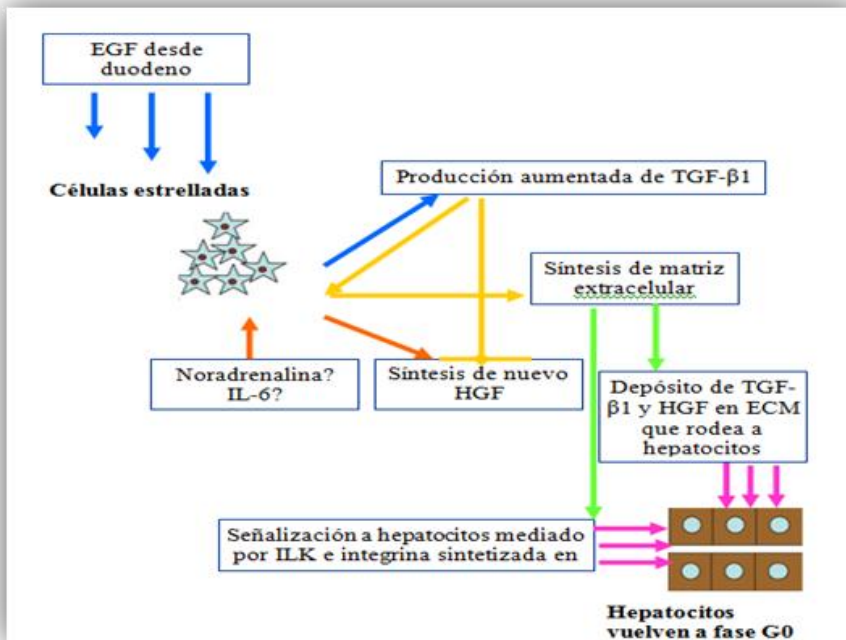 EGF desde
duodeno
Células estrelladas
Producción aumentada de TGF-β1
Síntesis de matriz
extracelular
Noradrenalina?
IL-6?
Síntesis de nuevo
HGF
Depósito de TGF-
β1 y HGF en ECM
que rodea a
hepatocitos
Señalización a hepatocitos mediado
por ILK e integrina sintetizada en
Hepatocitos
vuelven a fase G0